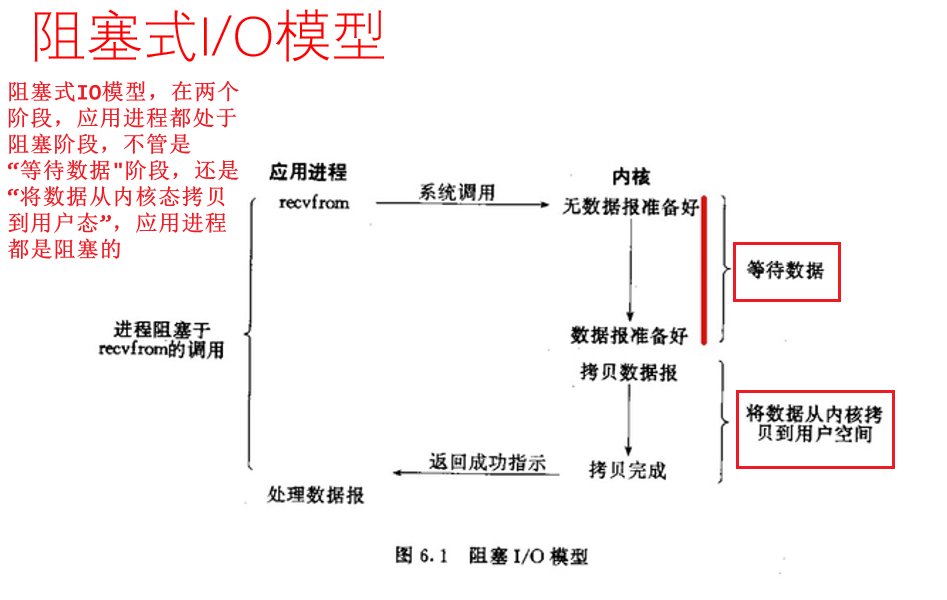 阻塞式I/O模型
阻塞式IO模型，在两个
阶段，应用进程都处于
阻塞阶段，不管是
“等待数据"阶段，还是
“将数据从内核态拷贝
到用户态”，应用进程
都是阻塞的
应用进程
内核
recvfrom
系统调用
无数据报准备好
等待数据
进程阻塞于
recvfrom的调用
数据报准备好
拷贝数据报
将数据从内核拷
贝到用户空间
返回成功指示
拷贝完成
处理数据报
图 6.1 阻塞 I/O 模型